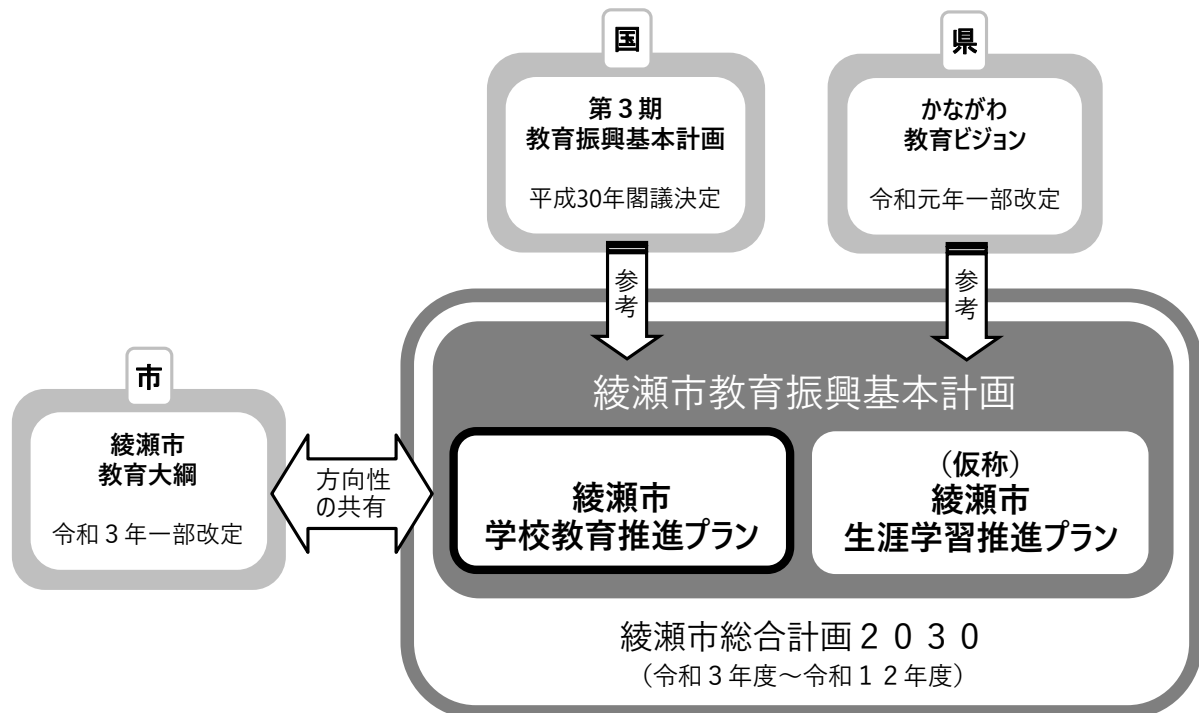 国
第３期
教育振興基本計画
平成30年閣議決定
県
かながわ
教育ビジョン
令和元年一部改定
参考
参考
市
綾瀬市
教育大綱
令和３年一部改定
方向性
の共有
綾瀬市教育振興基本計画
綾瀬市
学校教育推進プラン
（仮称）
綾瀬市
生涯学習推進プラン
綾瀬市総合計画２０３０
（令和３年度～令和１２年度）